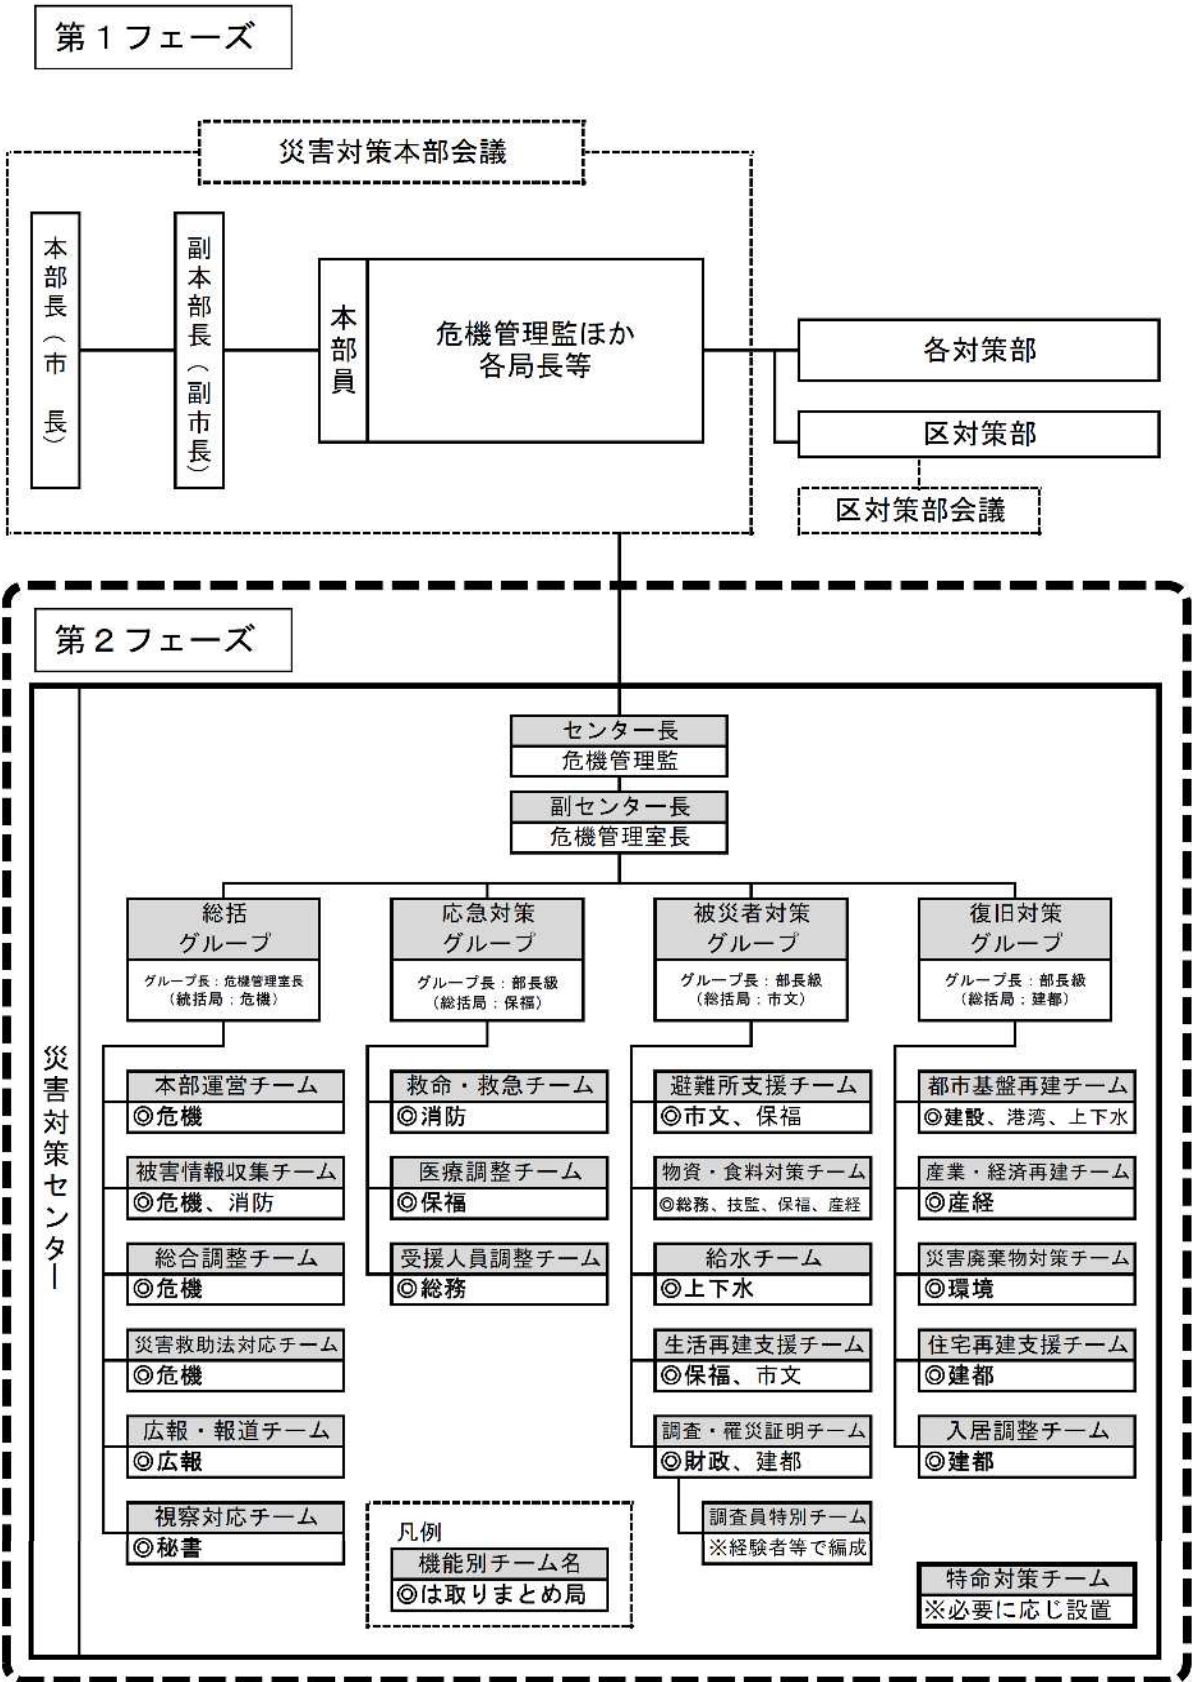 第1フェーズ
災害対策本部会議
本部長（市　長）
副本部長（副市長）
本部員
危機管理監ほか
各局長等
各対策部
区対策部
区対策部会議
第2フェーズ
災害対策センター
センター長
危機管理監
副センター長
危機管理室長
総括
グループ
グループ長：危機管理室長
（統括局：危機）
本部運営チーム
◎危機
被害情報収集チーム
◎危機、消防
総合調整チーム
◎危機
災害救助法対応チーム
◎危機
広報・報道チーム
◎広報
視察対応チーム
◎秘書
応急対策
グループ
グループ長：部長級
（総括局：保福）
救命・救急チーム
◎消防
医療調整チーム
◎保福
受援人員調整チーム
◎総務
被災者対策
グループ
グループ長：部長級
（総括局：市文）
避難所支援チーム
◎市文、保福
物資・食料対策チーム
◎総務、技監、保福、産経
給水チーム
◎上下水
生活再建支援チーム
◎保福、市文
調査・罹災証明チーム
◎財政、建都
調査員特別チーム
※経験者等で編成
復旧対策
グループ
グループ長：部長級
（総括局：建都）
都市基盤再建チーム
◎建設、港湾、上下水
産業・経済再建チーム
◎産経
災害廃棄物対策チーム
◎環境
住宅再建支援チーム
◎建都
入居調整チーム
◎建都
凡例
機能別チーム名
◎は取りまとめ局
特命対策チーム
※必要に応じ設置